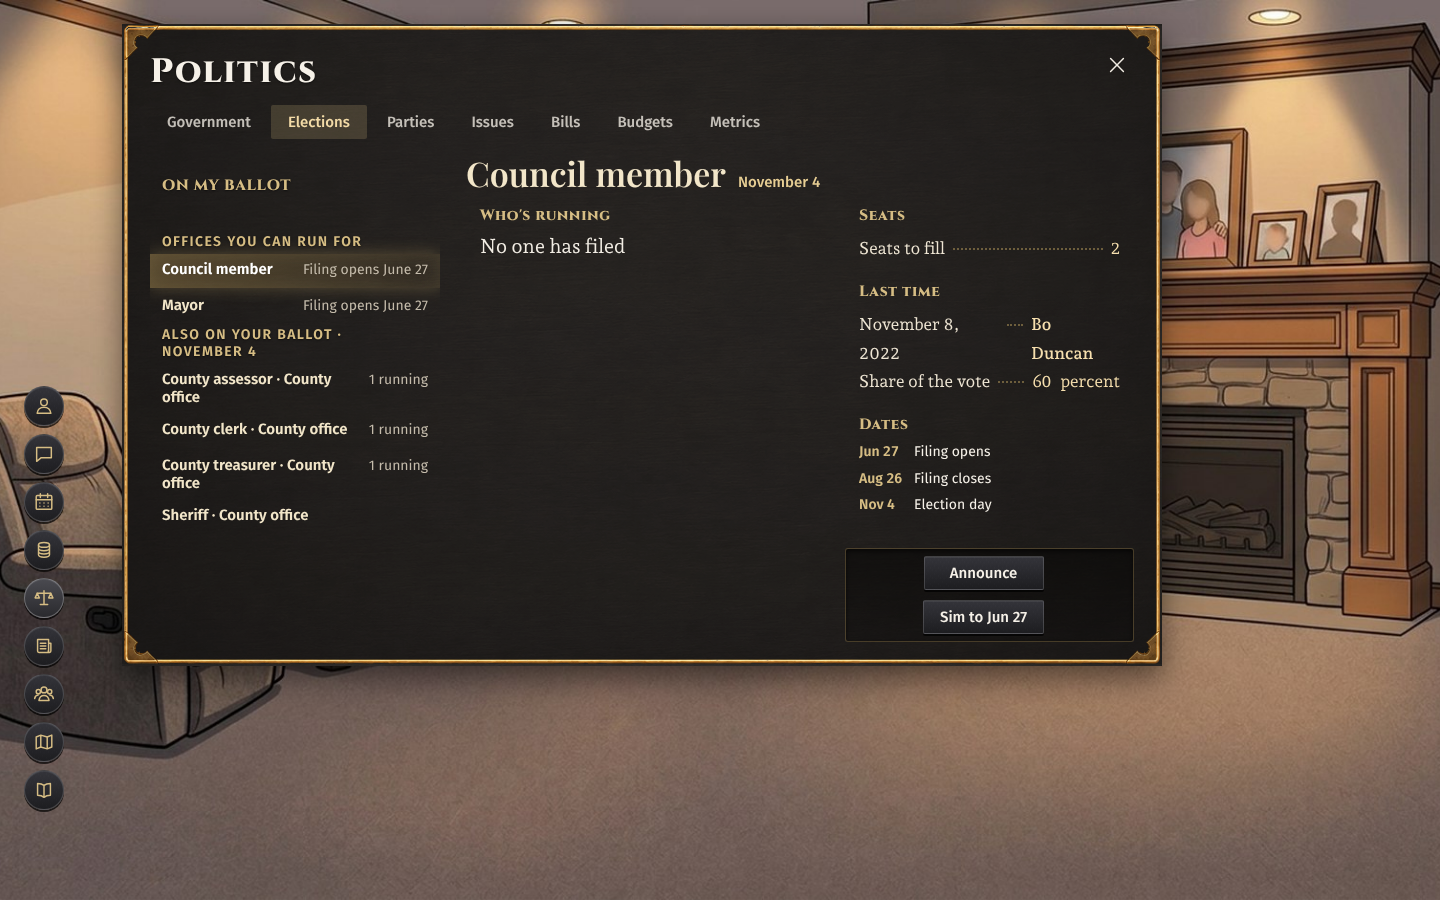 Politics
Government Elections Parties Issues Bills Budgets Metrics
ON MY BALLOT
OFFICES YOU CAN RUN FOR
Council member Filing opens June 27
Mayor Filing opens June 27
ALSO ON YOUR BALLOT ·
NOVEMBER 4
County assessor · County
office 1 running
County clerk · County office 1 running
County treasurer · County
office 1 running
Sheriff · County office
Council member November 4
Who's running
No one has filed
Seats
Seats to fill 2
Last time
November 8,
2022
Bo
Duncan
Share of the vote 60 percent
Dates
Jun 27 Filing opens
Aug 26 Filing closes
Nov 4 Election day
Announce
Sim to Jun 27